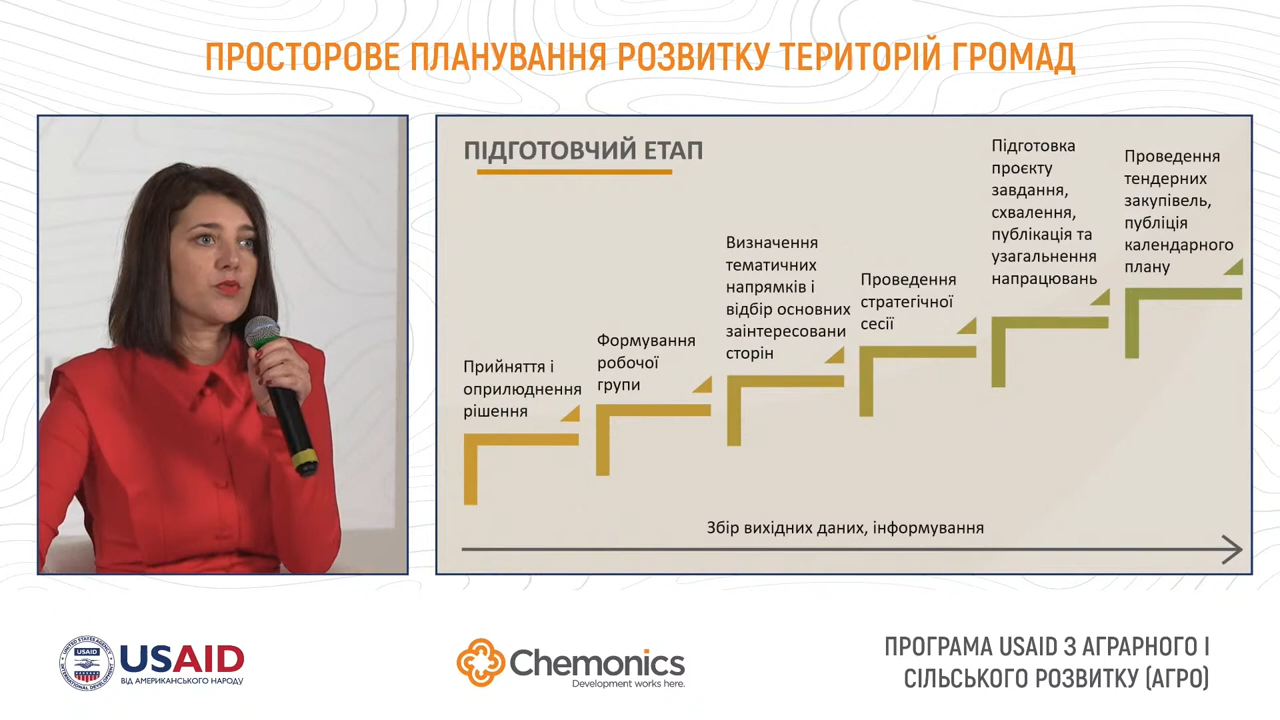 ПРОСТОРОВЕ ПЛАНУВАННЯ РОЗВИТКУ ТЕРИТОРІЙ ГРОМАД
ПІДГОТОВЧИЙ ЕТАП
Прийняття і
оприлюднення
рішення
Формування
робочої
групи
Визначення
тематичних
напрямків і
відбір основних
заінтересовани
сторін
Проведення
стратегічної
сесії
Підготовка
проєкту
завдання,
схвалення,
публікація та
узагальнення
напрацювань
Проведення
тендерних
закупівель,
публіція
календарного
плану
Збір вихідних даних, інформування
USAID
USAID
ВІД АМЕРИКАНСЬКОГО НАРОДУ
Chemonics
Development works here.
ПРОГРАМА USAID З АГРАРНОГО І
СІЛЬСЬКОГО РОЗВИТКУ (АГРО)